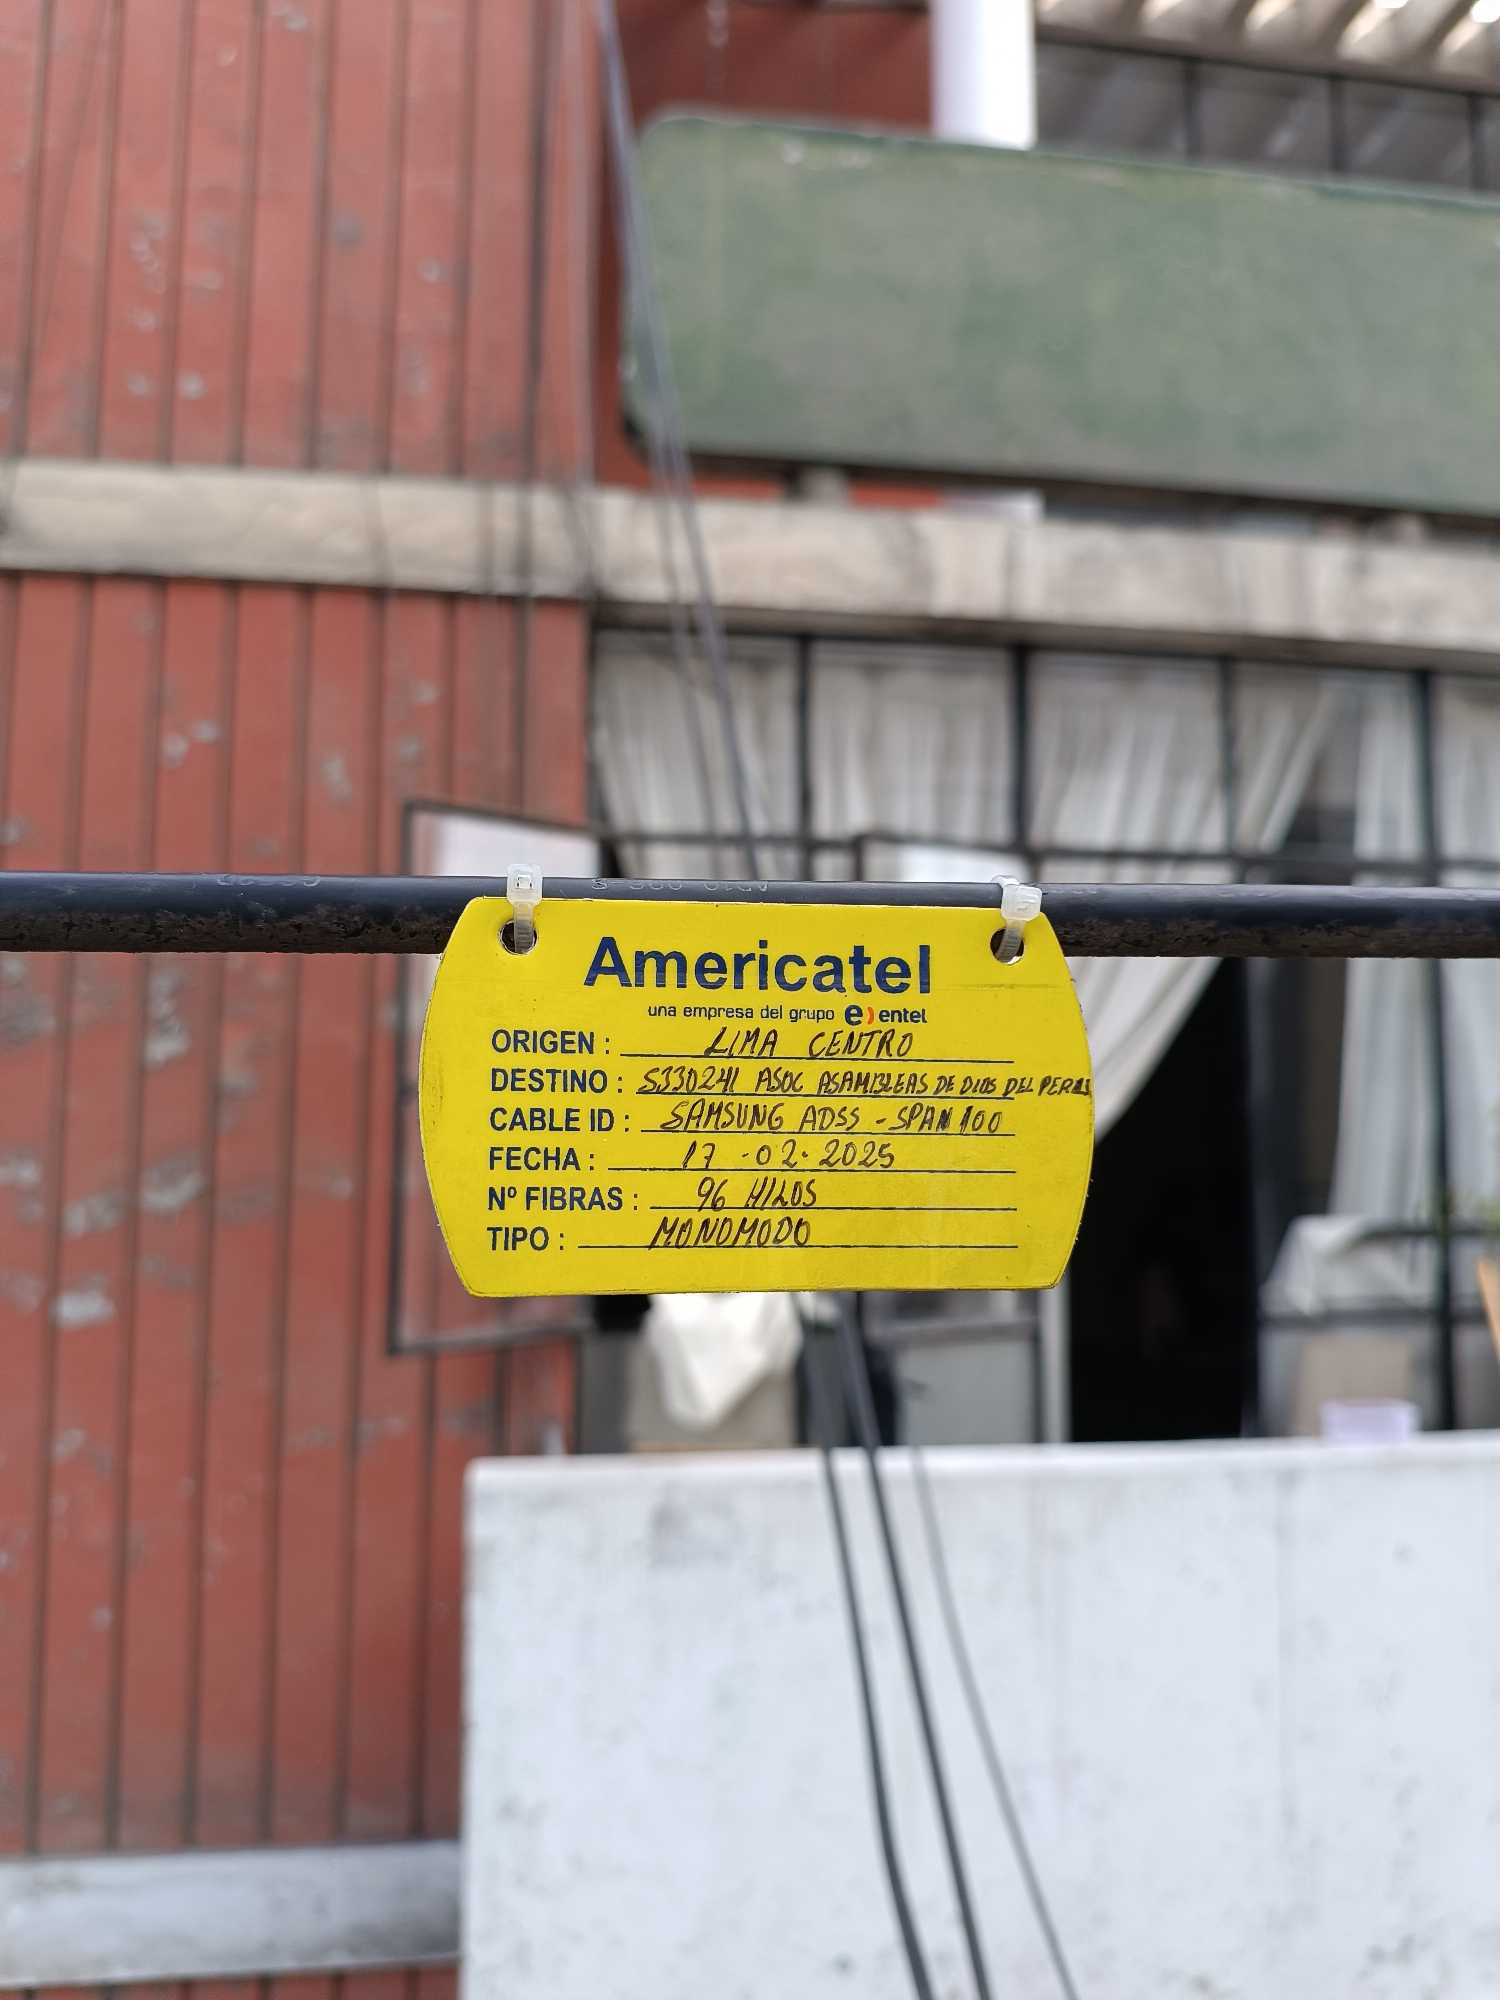 Americatel
una empresa del grupo entel
ORIGEN : LIMA CENTRO
DESTINO : S330241 ASOC ASAMBLEAS DE DIOS DEL PERU
CABLE ID : SAMSUNG ADSS - SPAN 100
FECHA : 17 - 02 - 2025
Nº FIBRAS : 96 HILOS
TIPO : MONOMODO